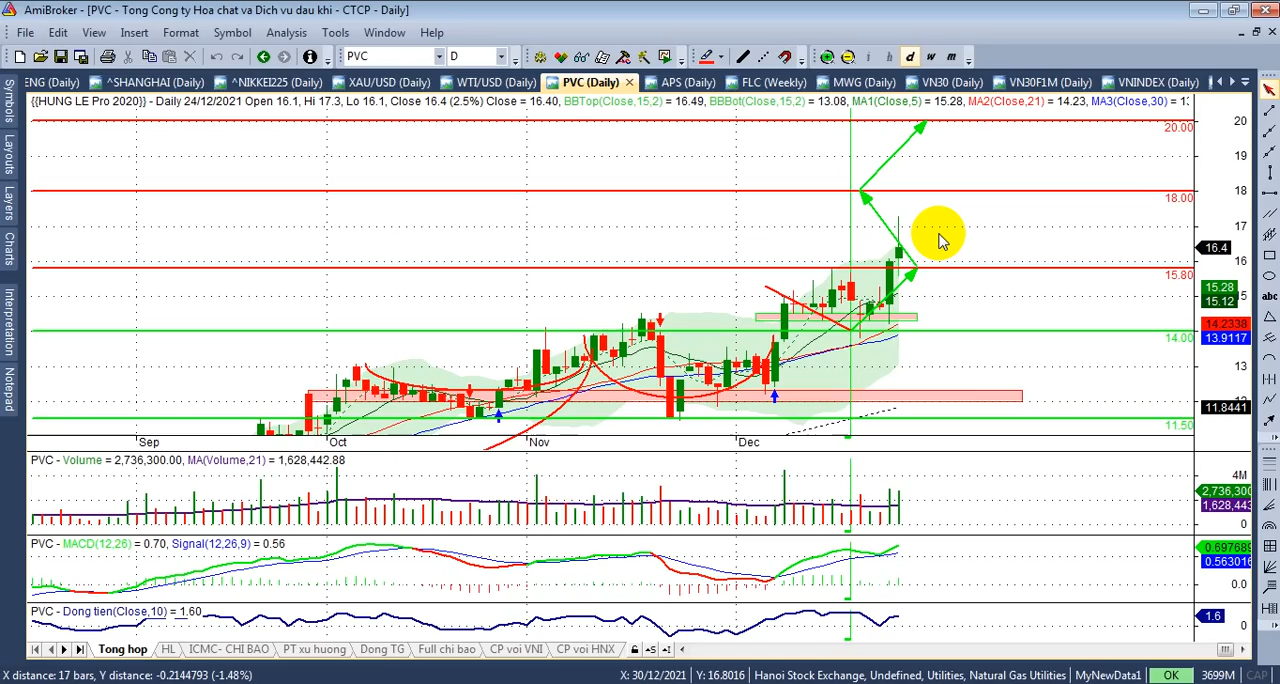 AmiBroker - [PVC - Tong Cong ty Hoa chat va Dich vu dau khi - CTCP - Daily]
File Edit View Insert Format Symbol Analysis Tools Window Help
PVC D d w m
ENG (Daily) ^SHANGHAI (Daily) ^NIKKEI225 (Daily) XAU/USD (Daily) WTI/USD (Daily) PVC (Daily) APS (Daily) FLC (Weekly) MWG (Daily) VN30 (Daily) VN30F1M (Daily) VNINDEX (Daily)
{{HUNG LE Pro 2020}} - Daily 24/12/2021 Open 16.1, Hi 17.3, Lo 16.1, Close 16.4 (2.5%) Close = 16.40, BBTop(Close,15,2) = 16.49, BBBot(Close,15,2) = 13.08, MA1(Close,5) = 15.28, MA2(Close,21) = 14.23, MA3(Close,30) = 13
Symbols
Layouts
Layers
Charts
Interpretation
Notepad
20
20.00
19
18
18.00
17
16.4
16
15.80
15.28
15.12
15
14.2338
14.00
13.9117
13
11.8441
11.50
Sep Oct Nov Dec
PVC - Volume = 2,736,300.00, MA(Volume,21) = 1,628,442.88
4M
2,736,300
1,628,443
0
PVC - MACD(12,26) = 0.70, Signal(12,26,9) = 0.56
0.697689
0.563016
0.0
PVC - Dong tien(Close,10) = 1.60
1.6
0
abc
Tong hop HL ICMC- CHI BAO PT xu huong Dong TG Full chi bao CP voi VNI CP voi HNX
X distance: 17 bars, Y distance: -0.2144793 (-1.48%) X: 30/12/2021 Y: 16.8016 Hanoi Stock Exchange, Undefined, Utilities, Natural Gas Utilities MyNewData1 OK 3699M CAP